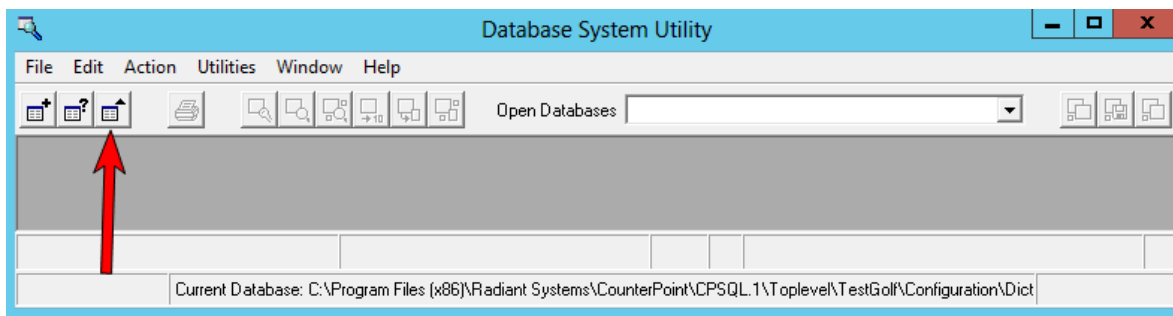 Database System Utility
File Edit Action Utilities Window Help
Open Databases
Current Database: C:\Program Files (x86)\Radiant Systems\CounterPoint\CPSQL.1\Toplevel\TestGolf\Configuration\Dict